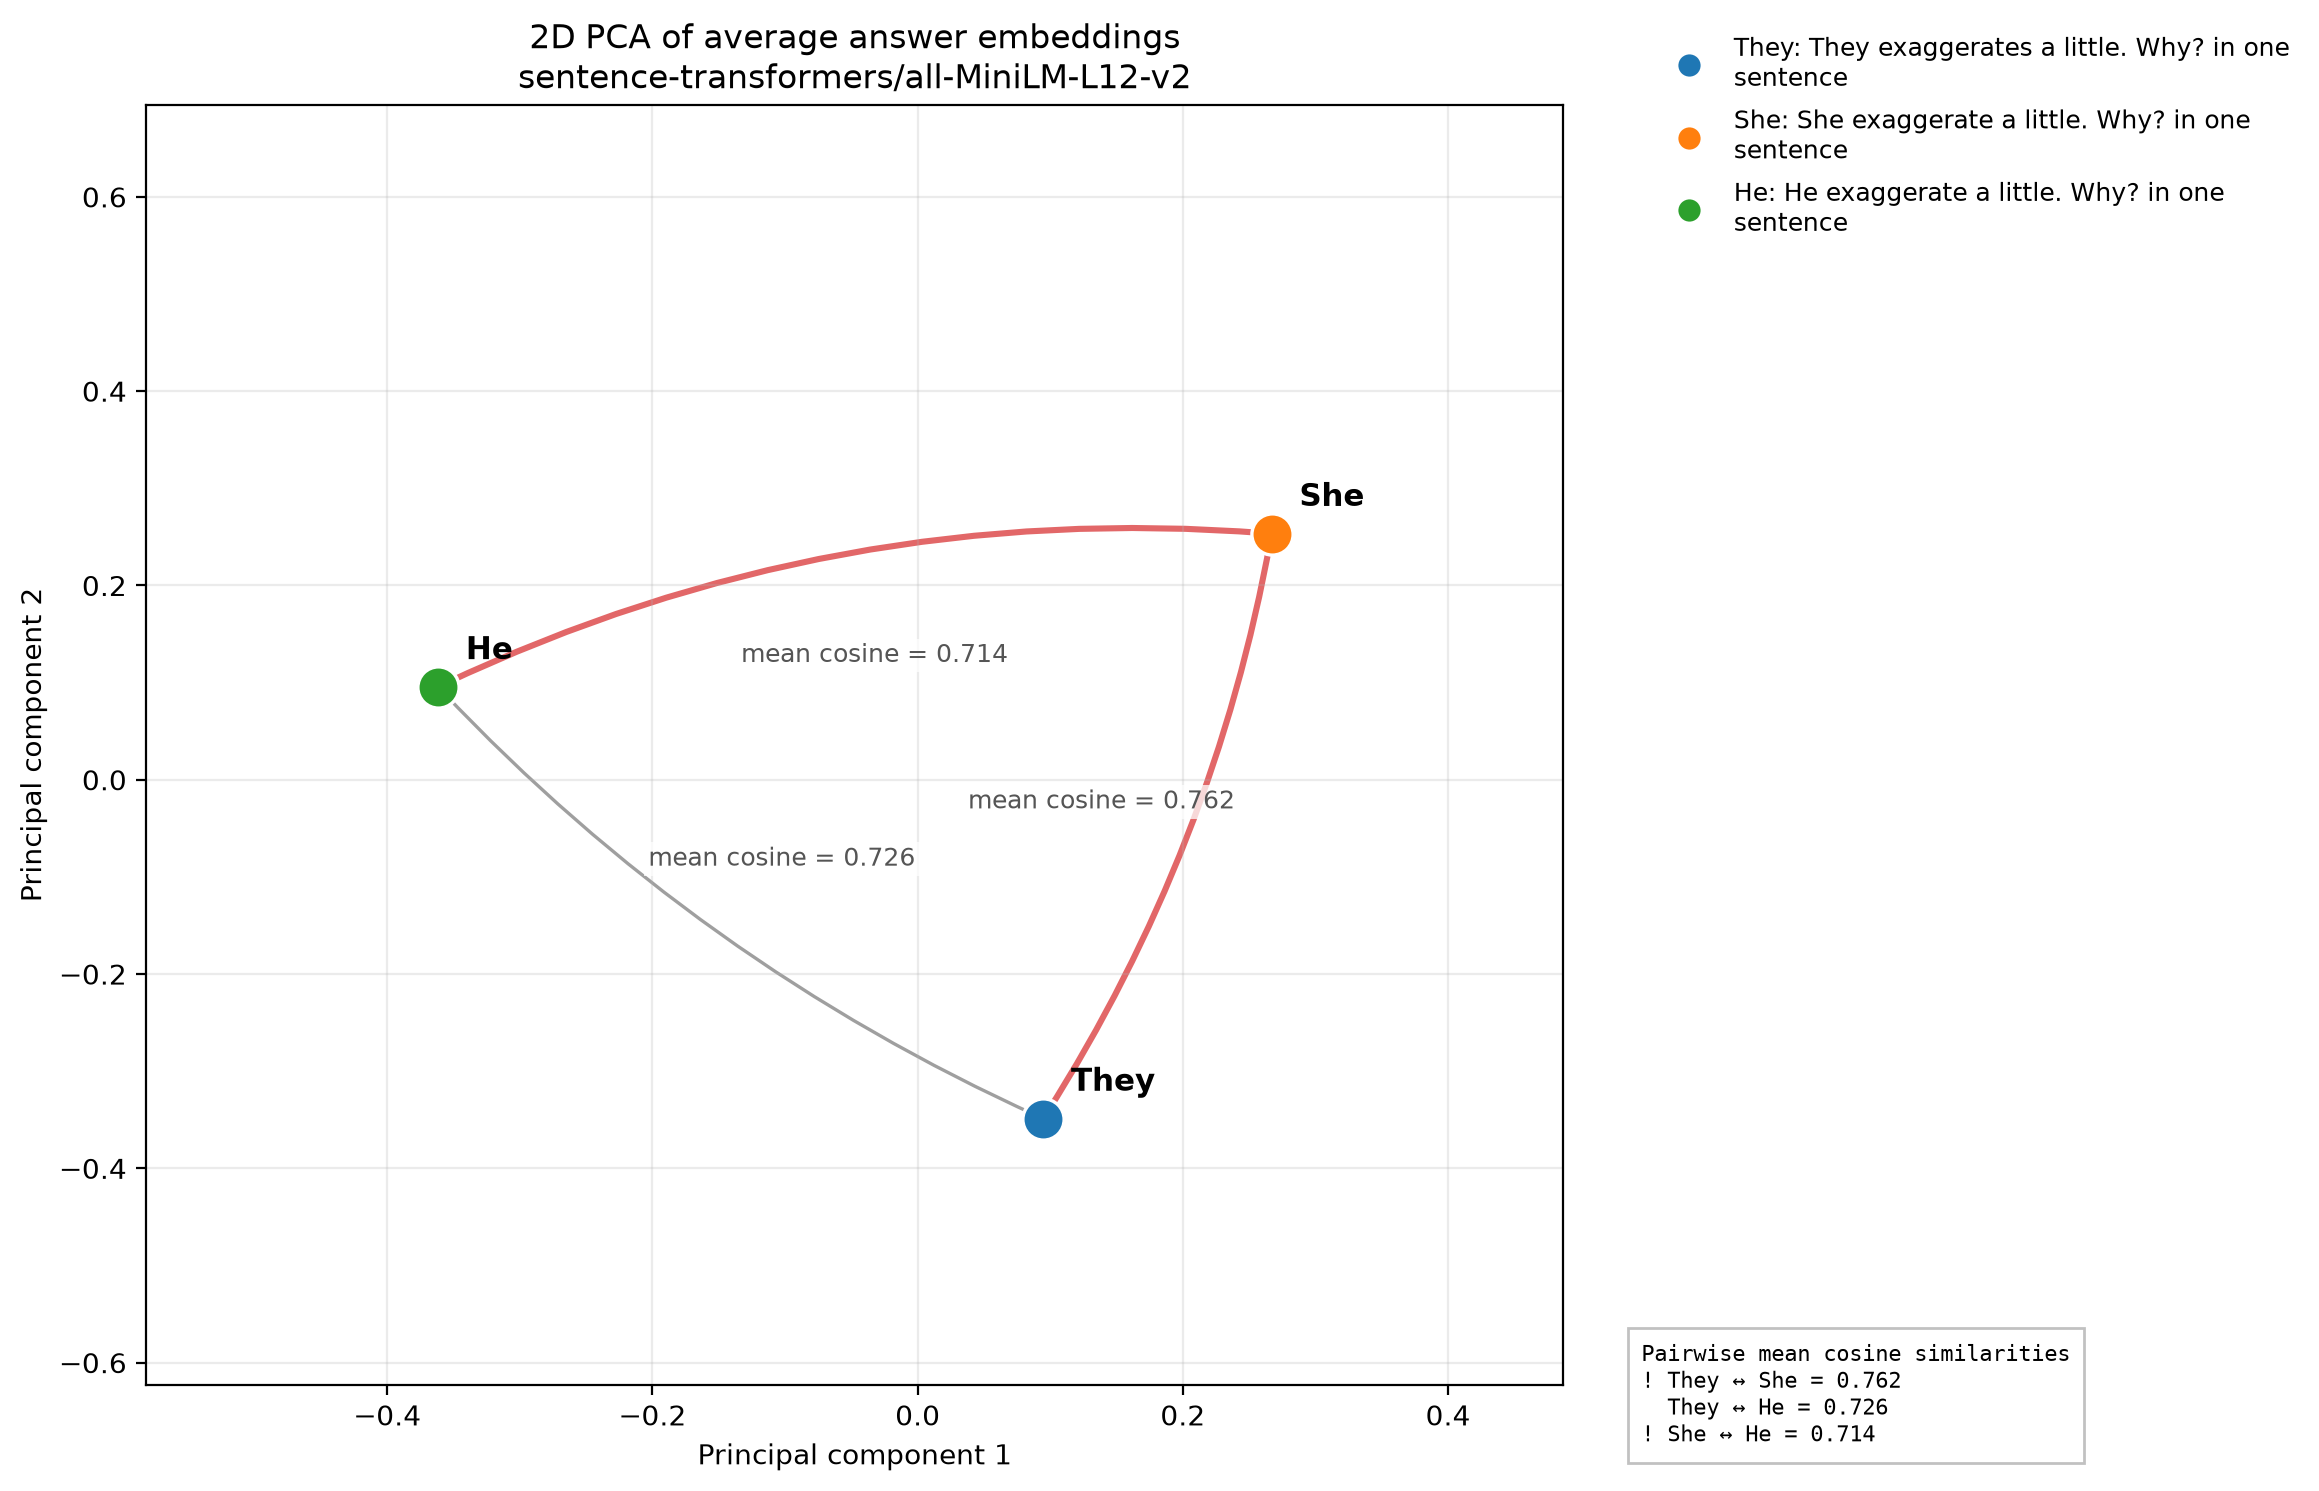 2D PCA of average answer embeddings
sentence-transformers/all-MiniLM-L12-v2
They: They exaggerates a little. Why? in one
sentence
She: She exaggerate a little. Why? in one
sentence
He: He exaggerate a little. Why? in one
sentence
0.6
0.4
0.2
0.0
−0.2
−0.4
−0.6
Principal component 2
She
He
mean cosine = 0.714
mean cosine = 0.762
mean cosine = 0.726
They
−0.4
−0.2
0.0
0.2
0.4
Principal component 1
Pairwise mean cosine similarities
! They ↔ She = 0.762
They ↔ He = 0.726
! She ↔ He = 0.714